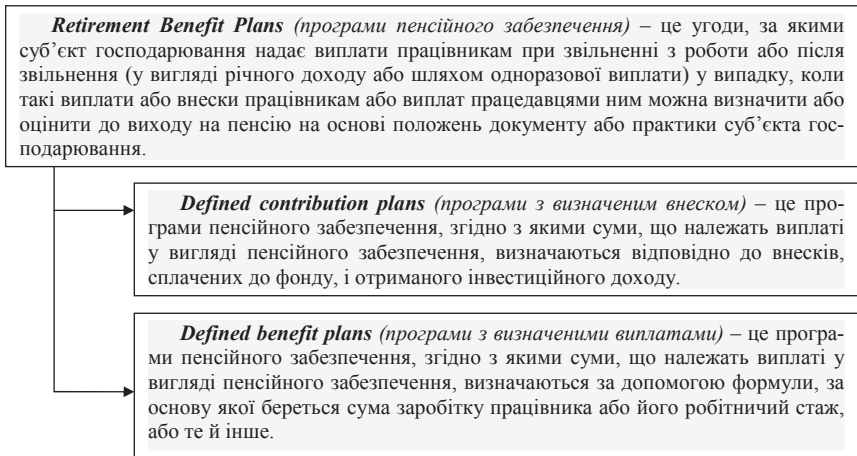 Retirement Benefit Plans (програми пенсійного забезпечення) – це угоди, за якими
суб’єкт господарювання надає виплати працівникам при звільненні з роботи або після
звільнення (у вигляді річного доходу або шляхом одноразової виплати) у випадку, коли
такі виплати або внески працівникам або виплат працедавцями ним можна визначити або
оцінити до виходу на пенсію на основі положень документу або практики суб’єкта гос-
подарювання.
Defined contribution plans (програми з визначеним внеском) – це про-
грами пенсійного забезпечення, згідно з якими суми, що належать виплаті
у вигляді пенсійного забезпечення, визначаються відповідно до внесків,
сплачених до фонду, і отриманого інвестиційного доходу.
Defined benefit plans (програми з визначеними виплатами) – це програ-
ми пенсійного забезпечення, згідно з якими суми, що належать виплаті у
вигляді пенсійного забезпечення, визначаються за допомогою формули, за
основу якої береться сума заробітку працівника або його робітничий стаж,
або те й інше.